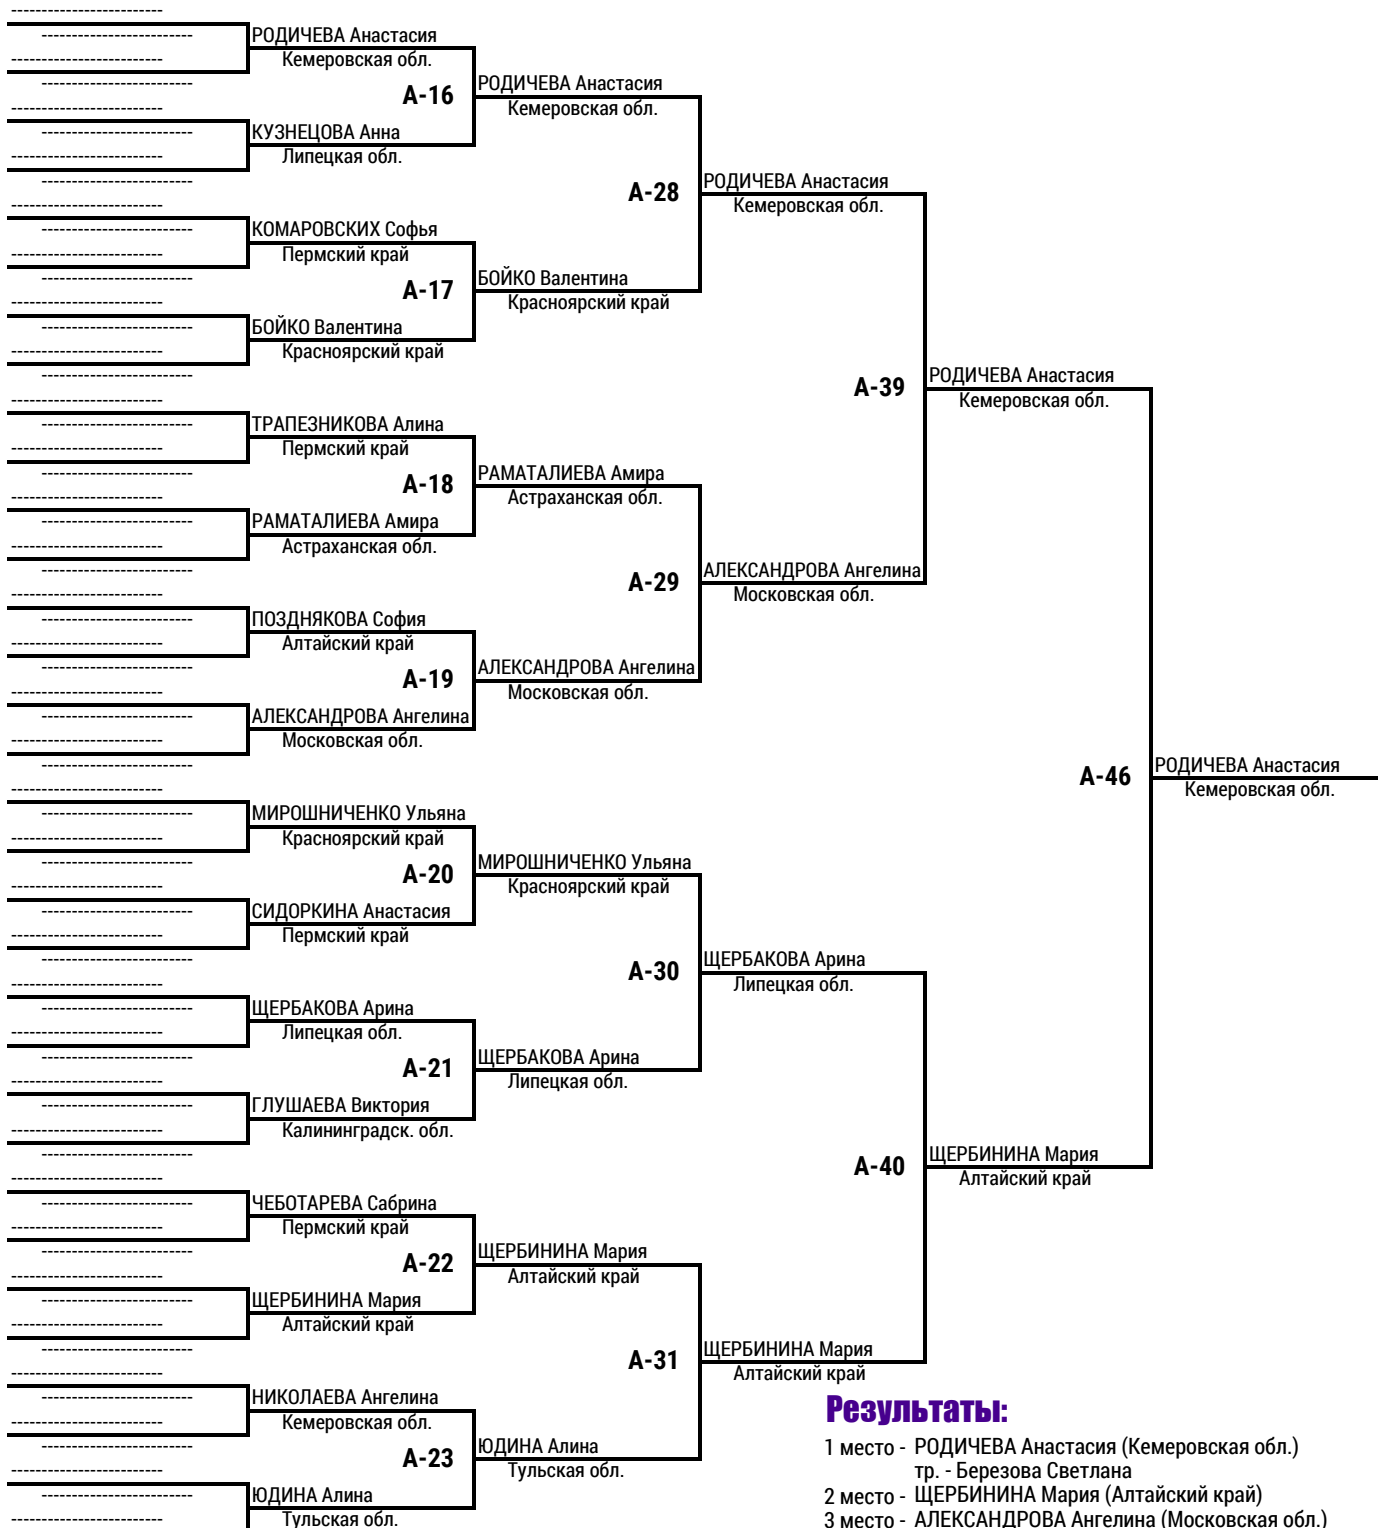 РОДИЧЕВА Анастасия
Кемеровская обл.
А-16
КУЗНЕЦОВА Анна
Липецкая обл.
КОМАРОВСКИХ Софья
Пермский край
А-17
БОЙКО Валентина
Красноярский край
ТРАПЕЗНИКОВА Алина
Пермский край
А-18
РАМАТАЛИЕВА Амира
Астраханская обл.
ПОЗДНЯКОВА София
Алтайский край
А-19
АЛЕКСАНДРОВА Ангелина
Московская обл.
МИРОШНИЧЕНКО Ульяна
Красноярский край
А-20
СИДОРКИНА Анастасия
Пермский край
ЩЕРБАКОВА Арина
Липецкая обл.
А-21
ГЛУШАЕВА Виктория
Калининградск. обл.
ЧЕБОТАРЕВА Сабрина
Пермский край
А-22
ЩЕРБИНИНА Мария
Алтайский край
НИКОЛАЕВА Ангелина
Кемеровская обл.
А-23
ЮДИНА Алина
Тульская обл.
РОДИЧЕВА Анастасия
Кемеровская обл.
А-28
БОЙКО Валентина
Красноярский край
РАМАТАЛИЕВА Амира
Астраханская обл.
А-29
АЛЕКСАНДРОВА Ангелина
Московская обл.
МИРОШНИЧЕНКО Ульяна
Красноярский край
А-30
ЩЕРБАКОВА Арина
Липецкая обл.
ЩЕРБИНИНА Мария
Алтайский край
А-31
ЮДИНА Алина
Тульская обл.
РОДИЧЕВА Анастасия
Кемеровская обл.
А-39
АЛЕКСАНДРОВА Ангелина
Московская обл.
ЩЕРБАКОВА Арина
Липецкая обл.
А-40
ЩЕРБИНИНА Мария
Алтайский край
РОДИЧЕВА Анастасия
Кемеровская обл.
А-46
ЩЕРБИНИНА Мария
Алтайский край
РОДИЧЕВА Анастасия
Кемеровская обл.
Результаты:
1 место - РОДИЧЕВА Анастасия (Кемеровская обл.)
тр. - Березова Светлана
2 место - ЩЕРБИНИНА Мария (Алтайский край)
3 место - АЛЕКСАНДРОВА Ангелина (Московская обл.)